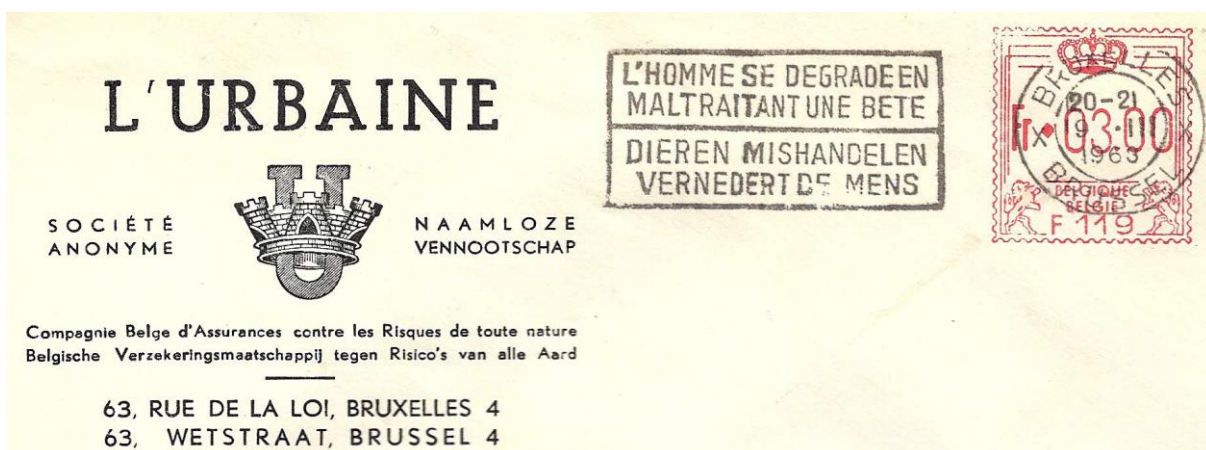 L'URBAINE
SOCIÉTÉ
ANONYME
NAAMLOZE
VENNOOTSCHAP
U
Compagnie Belge d'Assurances contre les Risques de toute nature
Belgische Verzekeringsmaatschappij tegen Risico's van alle Aard
63, RUE DE LA LOI, BRUXELLES 4
63, WETSTRAAT, BRUSSEL 4
L'HOMME SE DEGRADE EN
MALTRAITANT UNE BETE
DIEREN MISHANDELEN
VERNEDERT DE MENS
BRUXELLES
20-21
Fr 03.00
1963
BRUSSEL
BELGIQUE
BELGIE
F 119